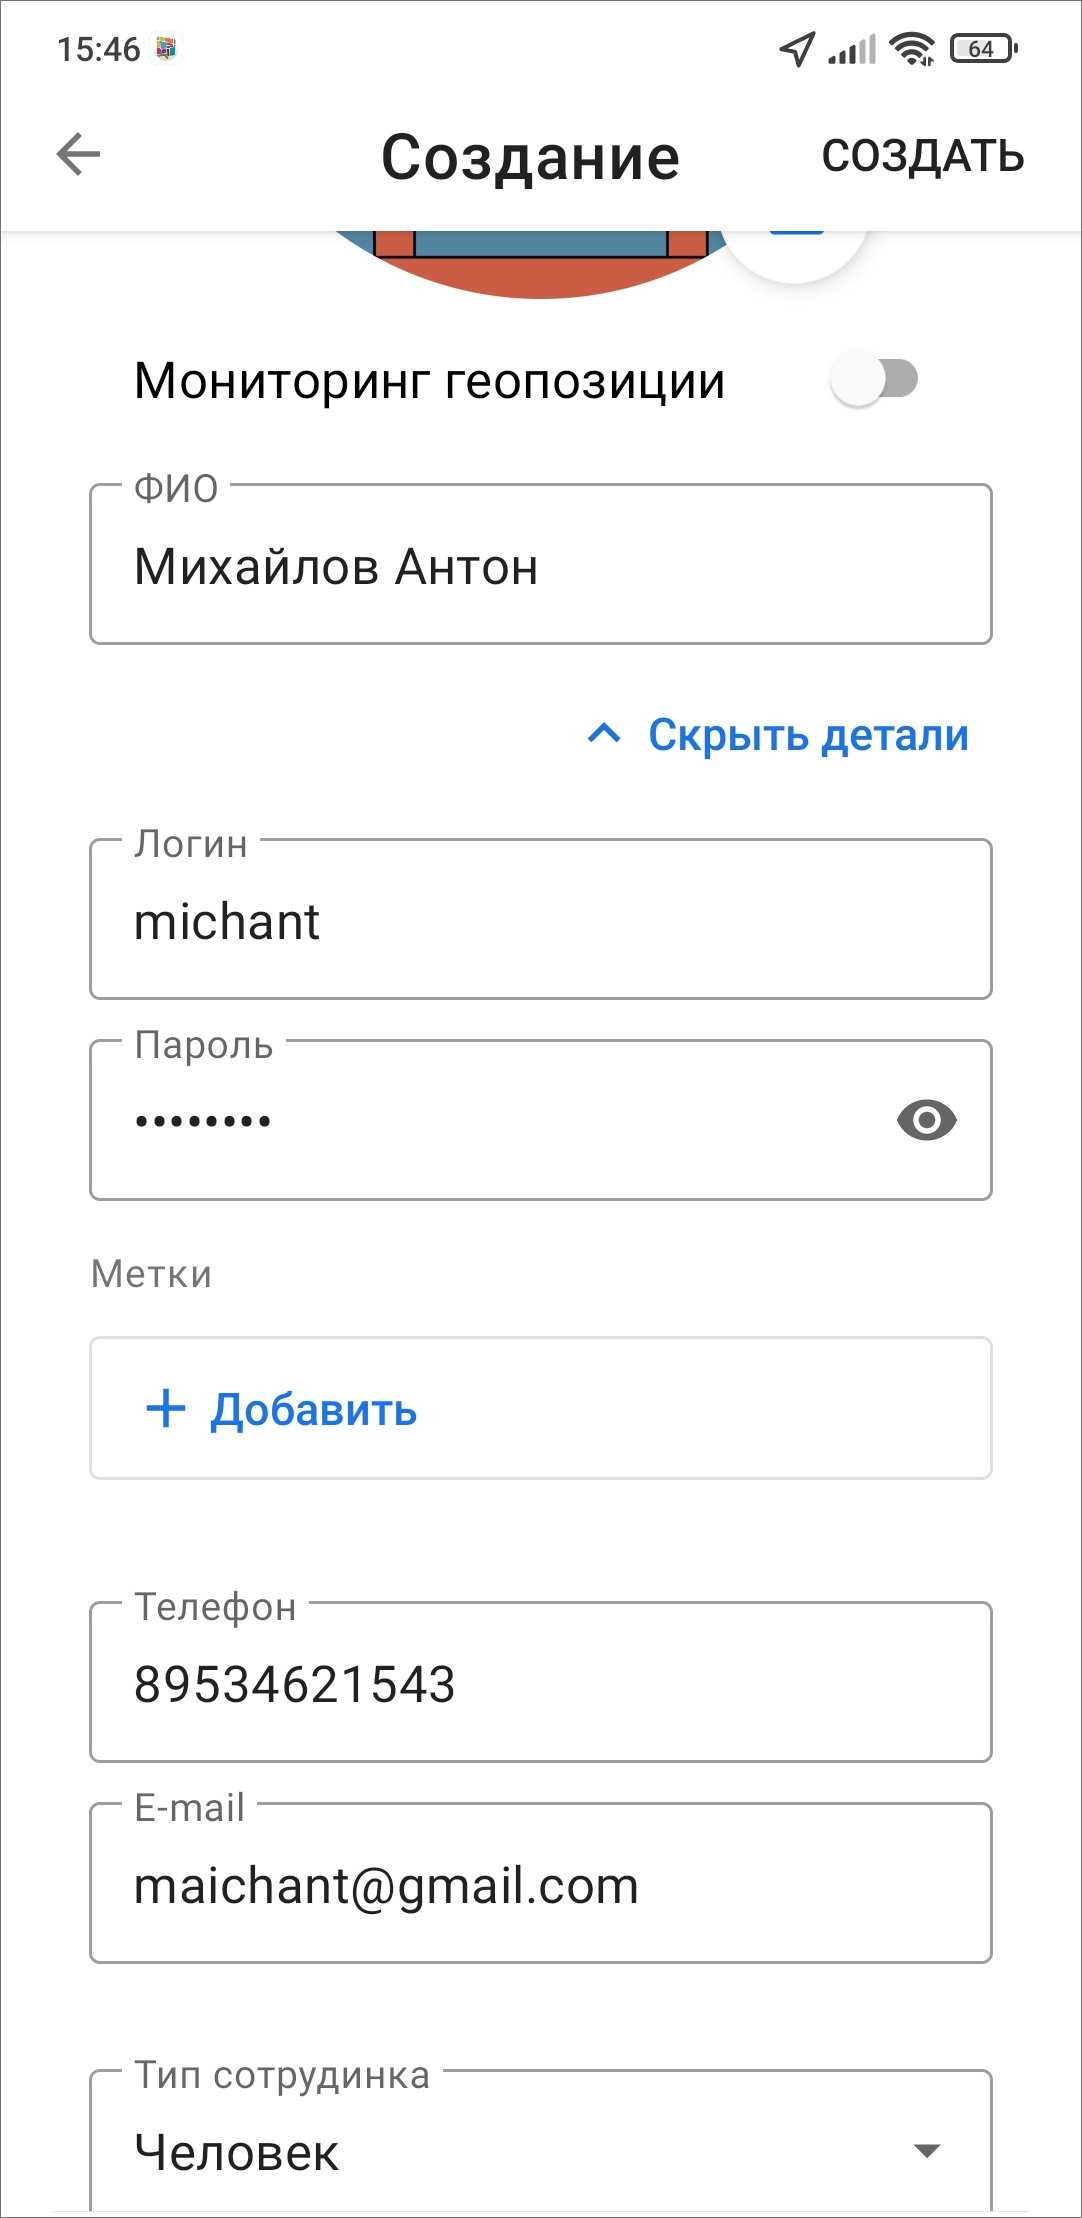 15:46
64
Создание
СОЗДАТЬ
Мониторинг геопозиции
ФИО
Михайлов Антон
Скрыть детали
Логин
michant
Пароль
••••••••
Метки
+ Добавить
Телефон
89534621543
E-mail
maichant@gmail.com
Тип сотрудинка
Человек